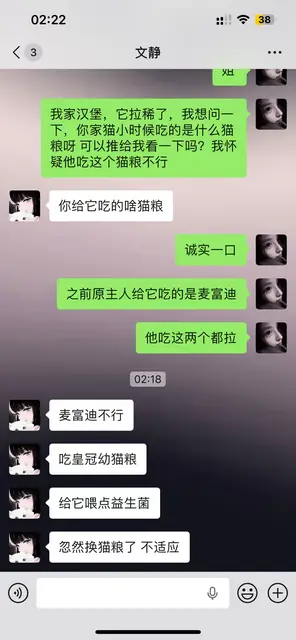 02:22
38
3
文静
姐
我家汉堡，它拉稀了，我想问一
下，你家猫小时候吃的是什么猫
粮呀 可以推给我看一下吗？我怀
疑他吃这个猫粮不行
你给它吃的啥猫粮
诚实一口
之前原主人给它吃的是麦富迪
他吃这两个都拉
02:18
麦富迪不行
吃皇冠幼猫粮
给它喂点益生菌
忽然换猫粮了 不适应